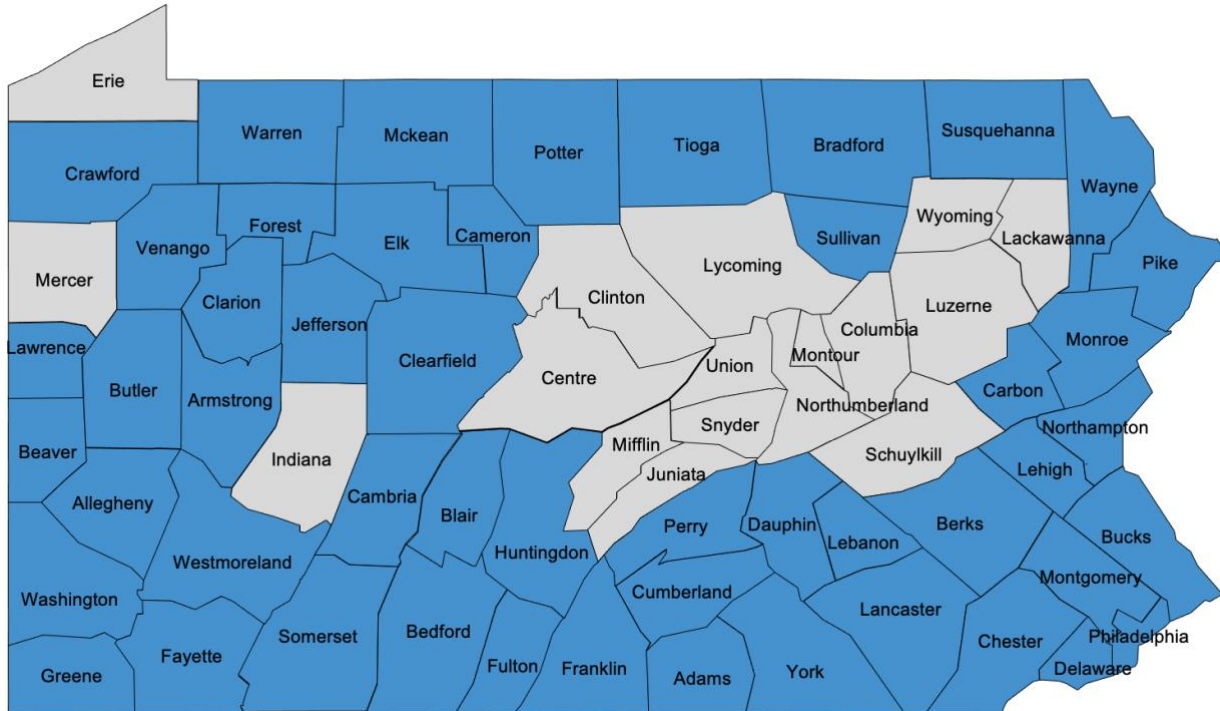 Erie
Warren
Mckean
Potter
Tioga
Bradford
Susquehanna
Crawford
Wayne
Venango
Forest
Elk
Cameron
Sullivan
Wyoming
Lackawanna
Mercer
Clarion
Lycoming
Pike
Clinton
Luzerne
Lawrence
Jefferson
Columbia
Monroe
Clearfield
Montour
Butler
Centre
Union
Armstrong
Carbon
Northumberland
Snyder
Northampton
Beaver
Mifflin
Indiana
Schuylkill
Juniata
Lehigh
Allegheny
Cambria
Blair
Perry
Dauphin
Berks
Bucks
Huntingdon
Lebanon
Westmoreland
Montgomery
Washington
Cumberland
Lancaster
Somerset
Bedford
Philadelphia
Chester
Fayette
Fulton
Franklin
Adams
York
Delaware
Greene